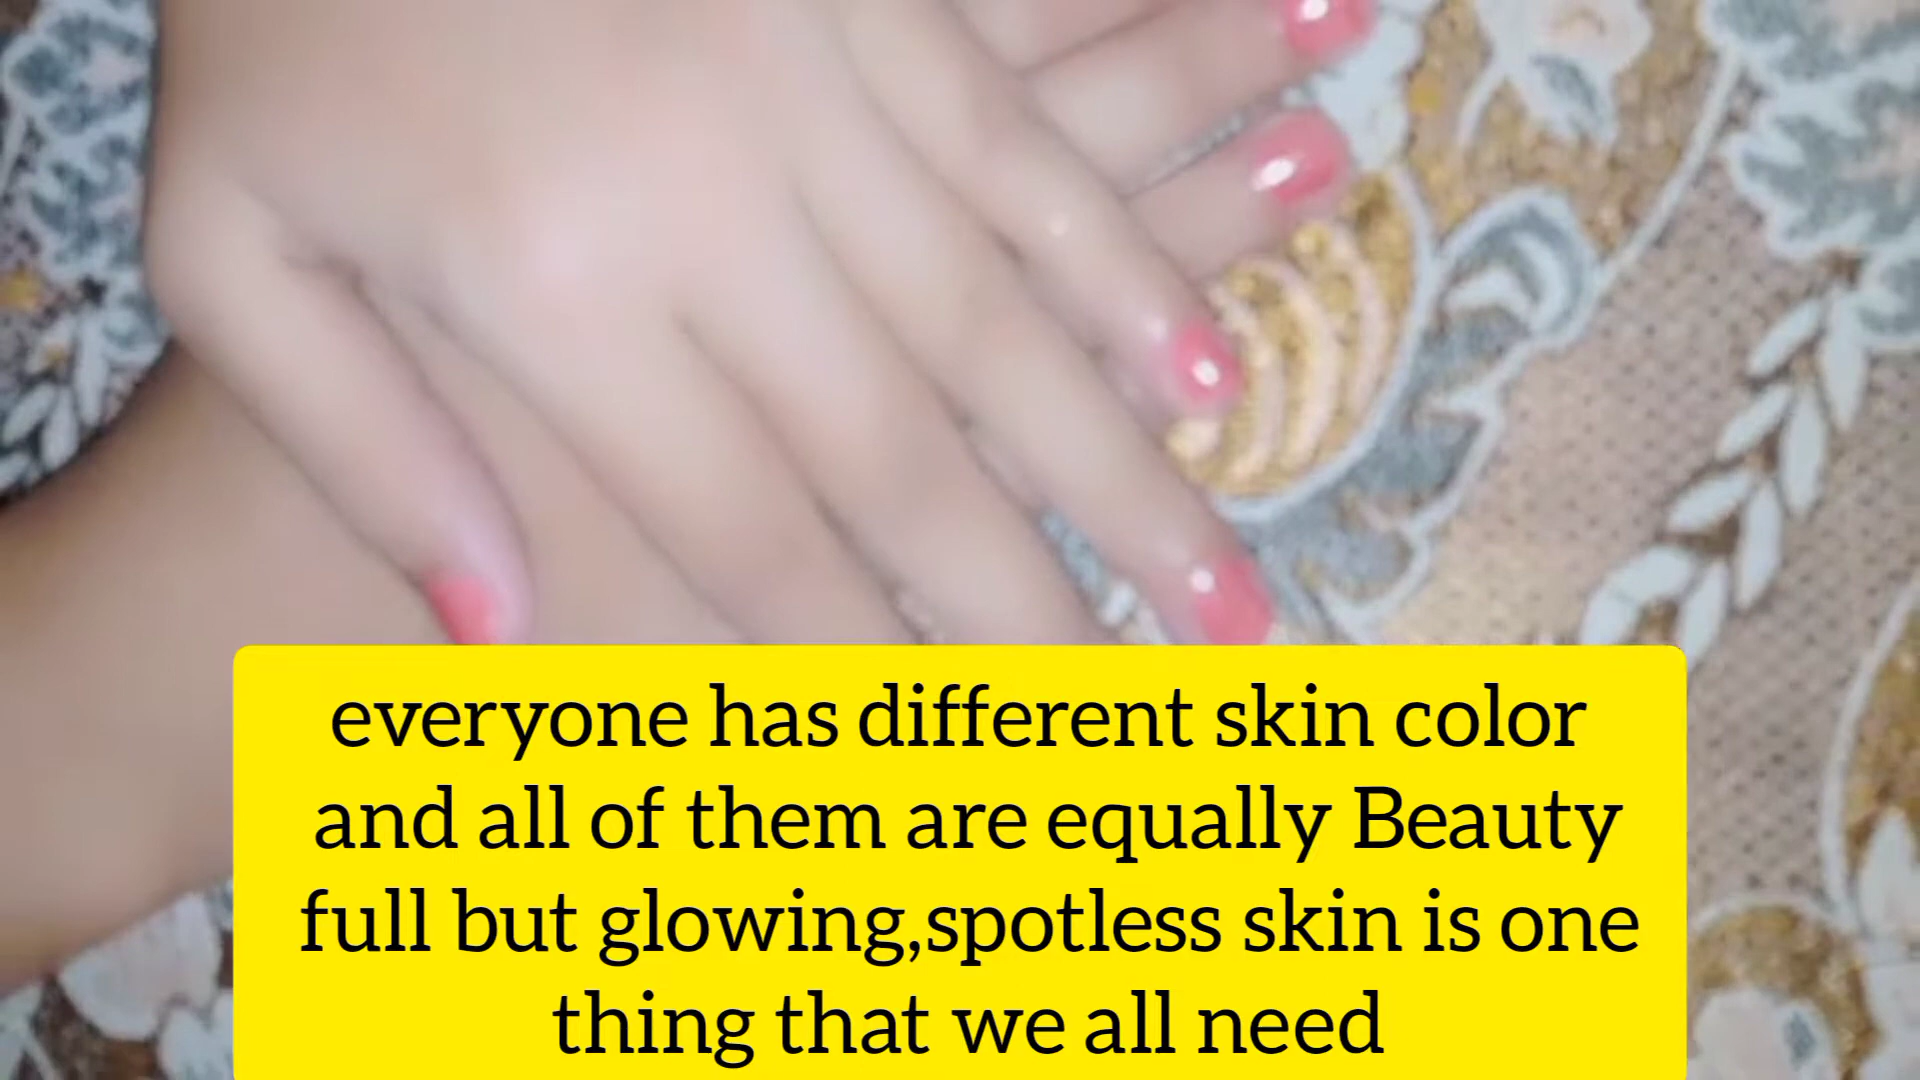 everyone has different skin color
and all of them are equally Beauty
full but glowing,spotless skin is one
thing that we all need